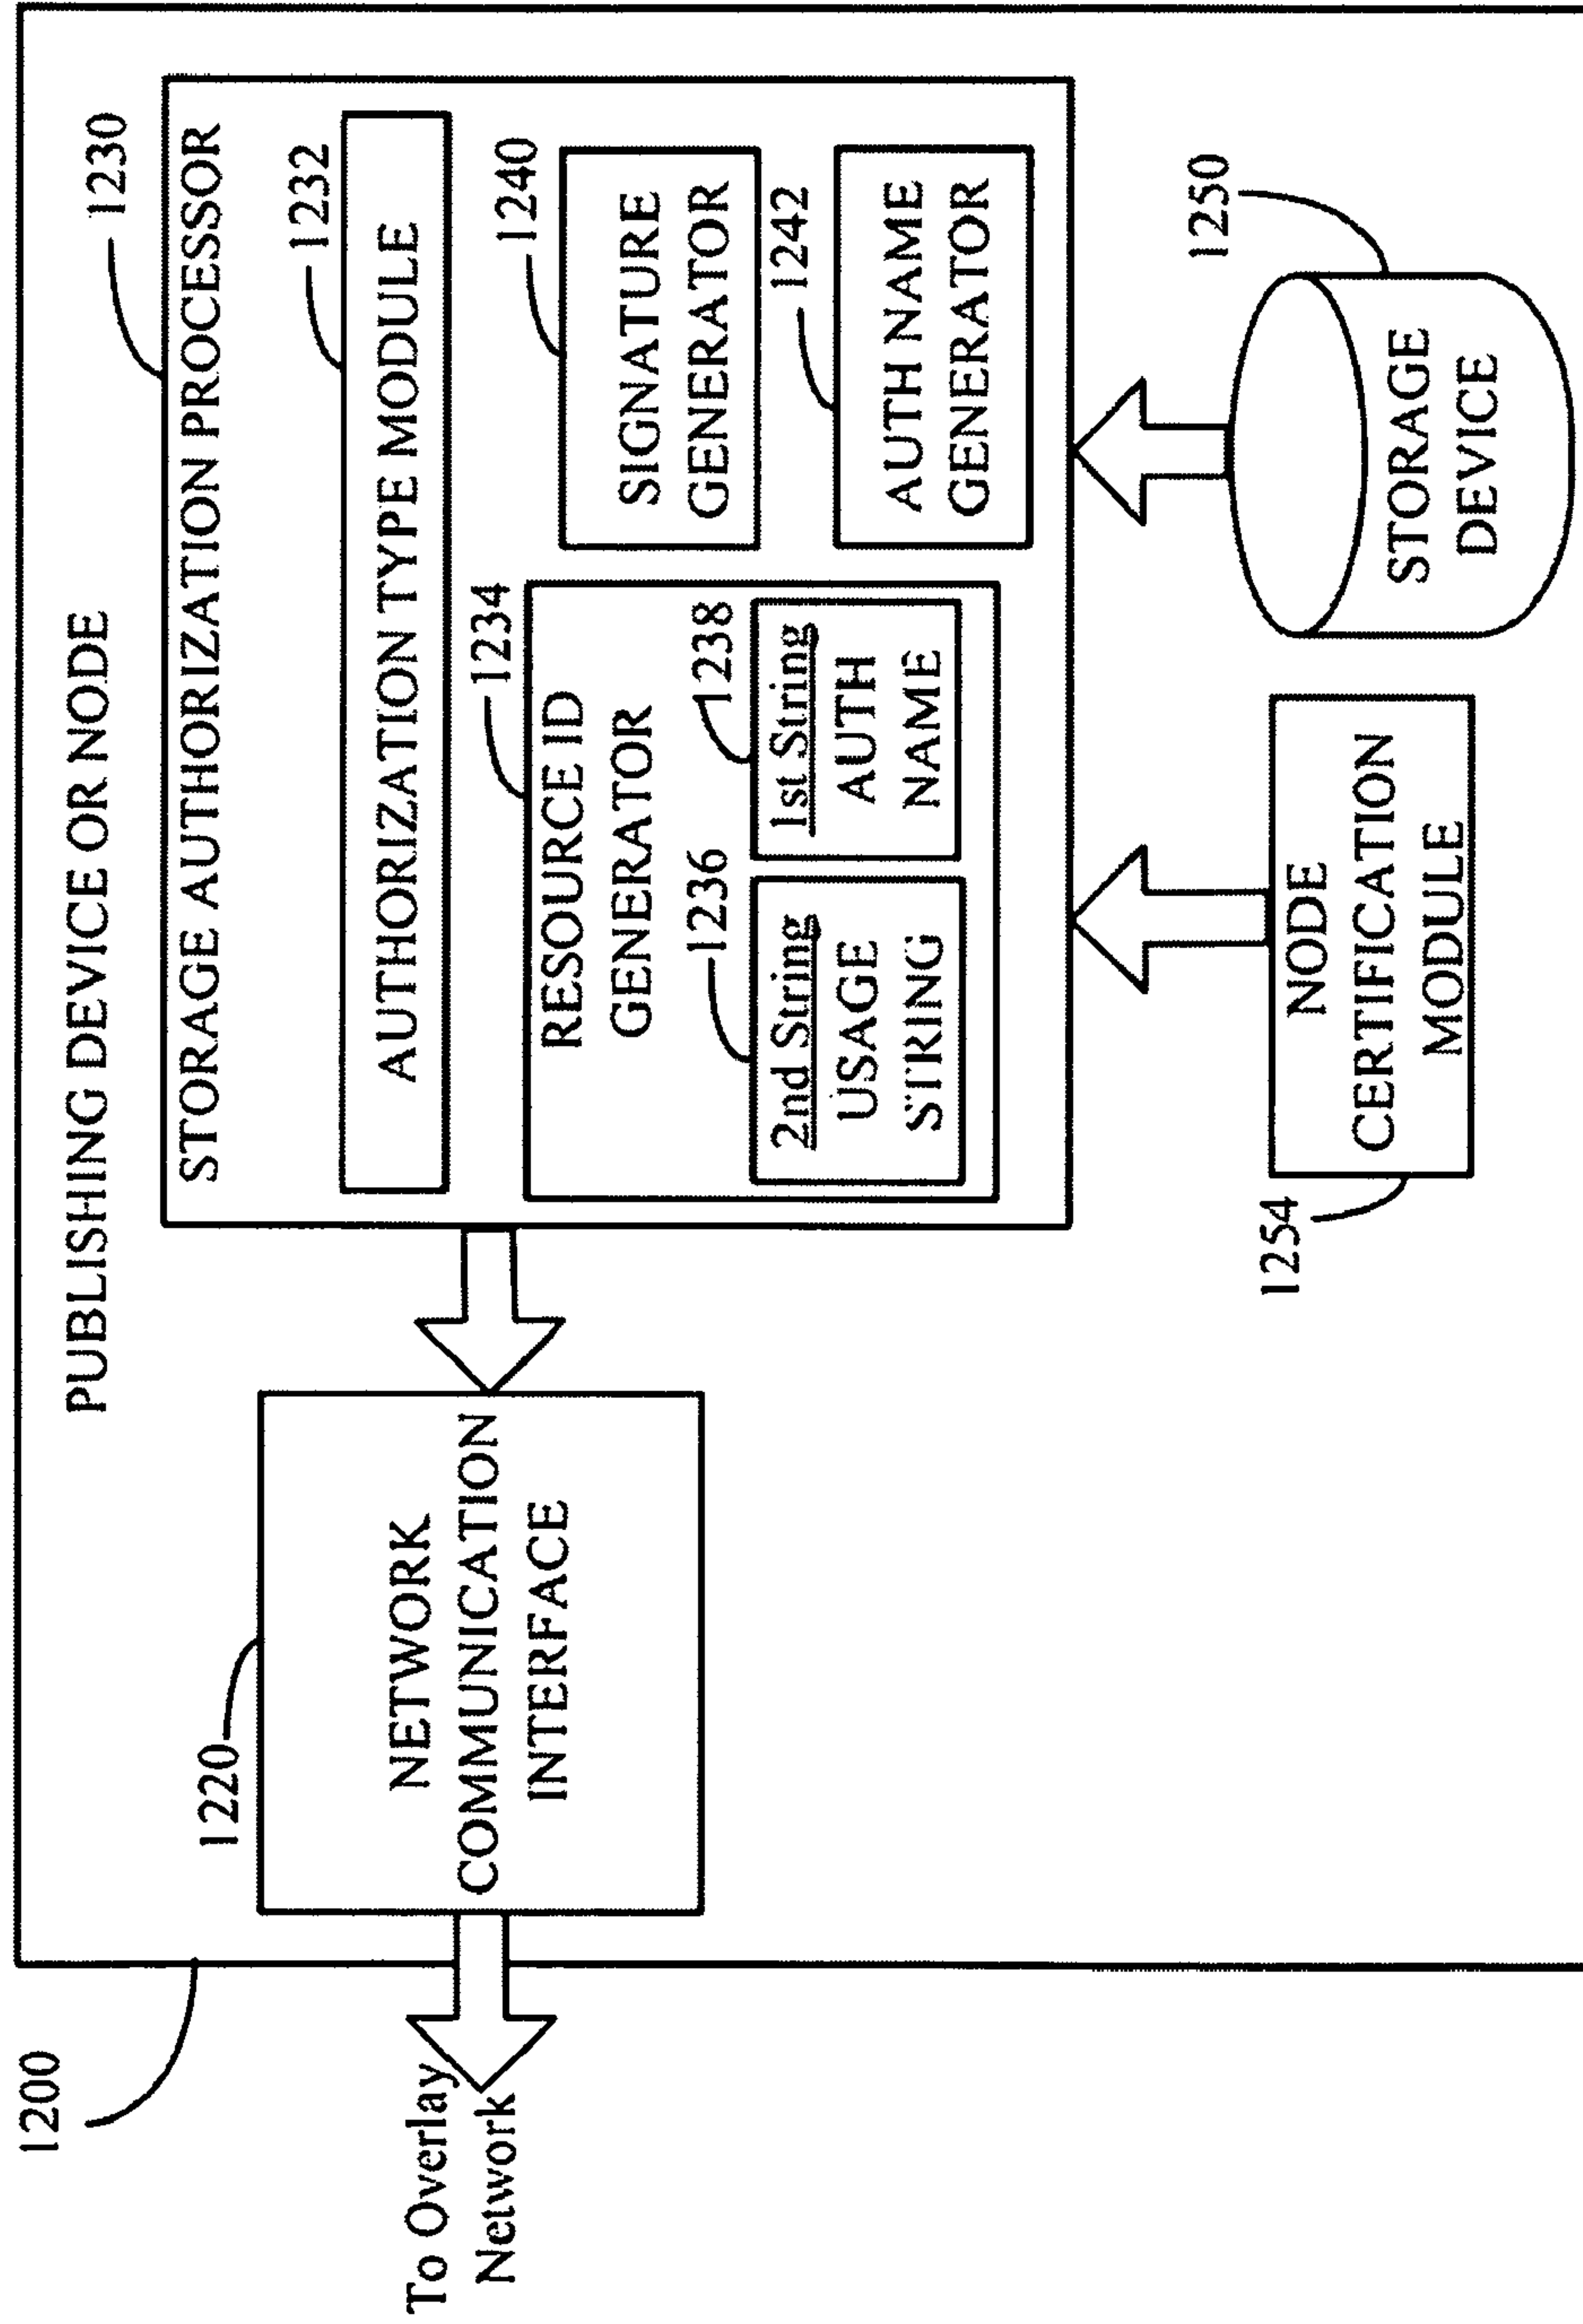 1200
PUBLISHING DEVICE OR NODE
1230
STORAGE AUTHORIZATION PROCESSOR
1232
AUTHORIZATION TYPE MODULE
1220
NETWORK
COMMUNICATION
INTERFACE
To Overlay
Network
1234
RESOURCE ID
GENERATOR
1236
2nd String
USAGE
STRING
1238
1st String
AUTH
NAME
1240
SIGNATURE
GENERATOR
1242
AUTH NAME
GENERATOR
1254
NODE
CERTIFICATION
MODULE
1250
STORAGE
DEVICE